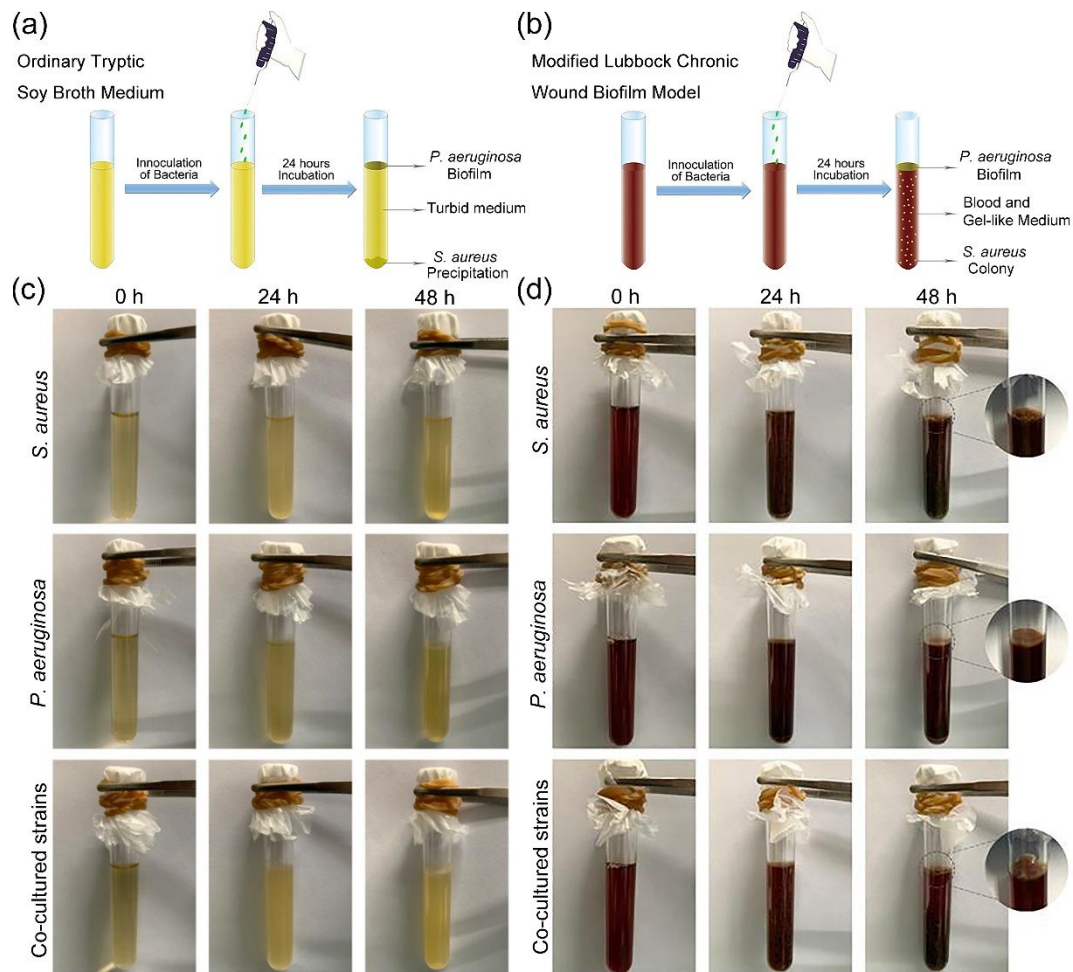 (a)
Ordinary Tryptic
Soy Broth Medium
Innoculation
of Bacteria
24 hours
Incubation
P. aeruginosa
Biofilm
Turbid medium
S. aureus
Precipitation
(b)
Modified Lubbock Chronic
Wound Biofilm Model
Innoculation
of Bacteria
24 hours
Incubation
P. aeruginosa
Biofilm
Blood and
Gel-like Medium
S. aureus
Colony
(c)
0 h
24 h
48 h
S. aureus
P. aeruginosa
Co-cultured strains
(d)
0 h
24 h
48 h
S. aureus
P. aeruginosa
Co-cultured strains